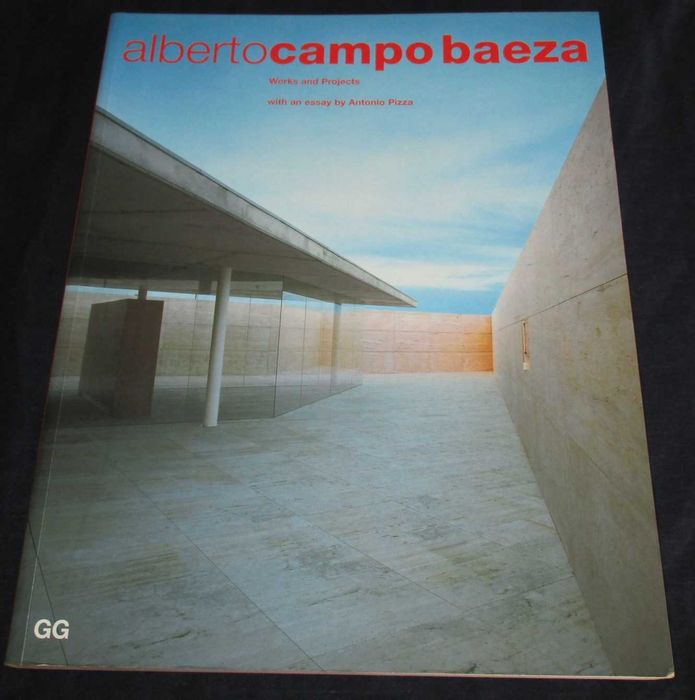 albertocampobaeza
Works and Projects
with an essay by Antonio Pizza
GG